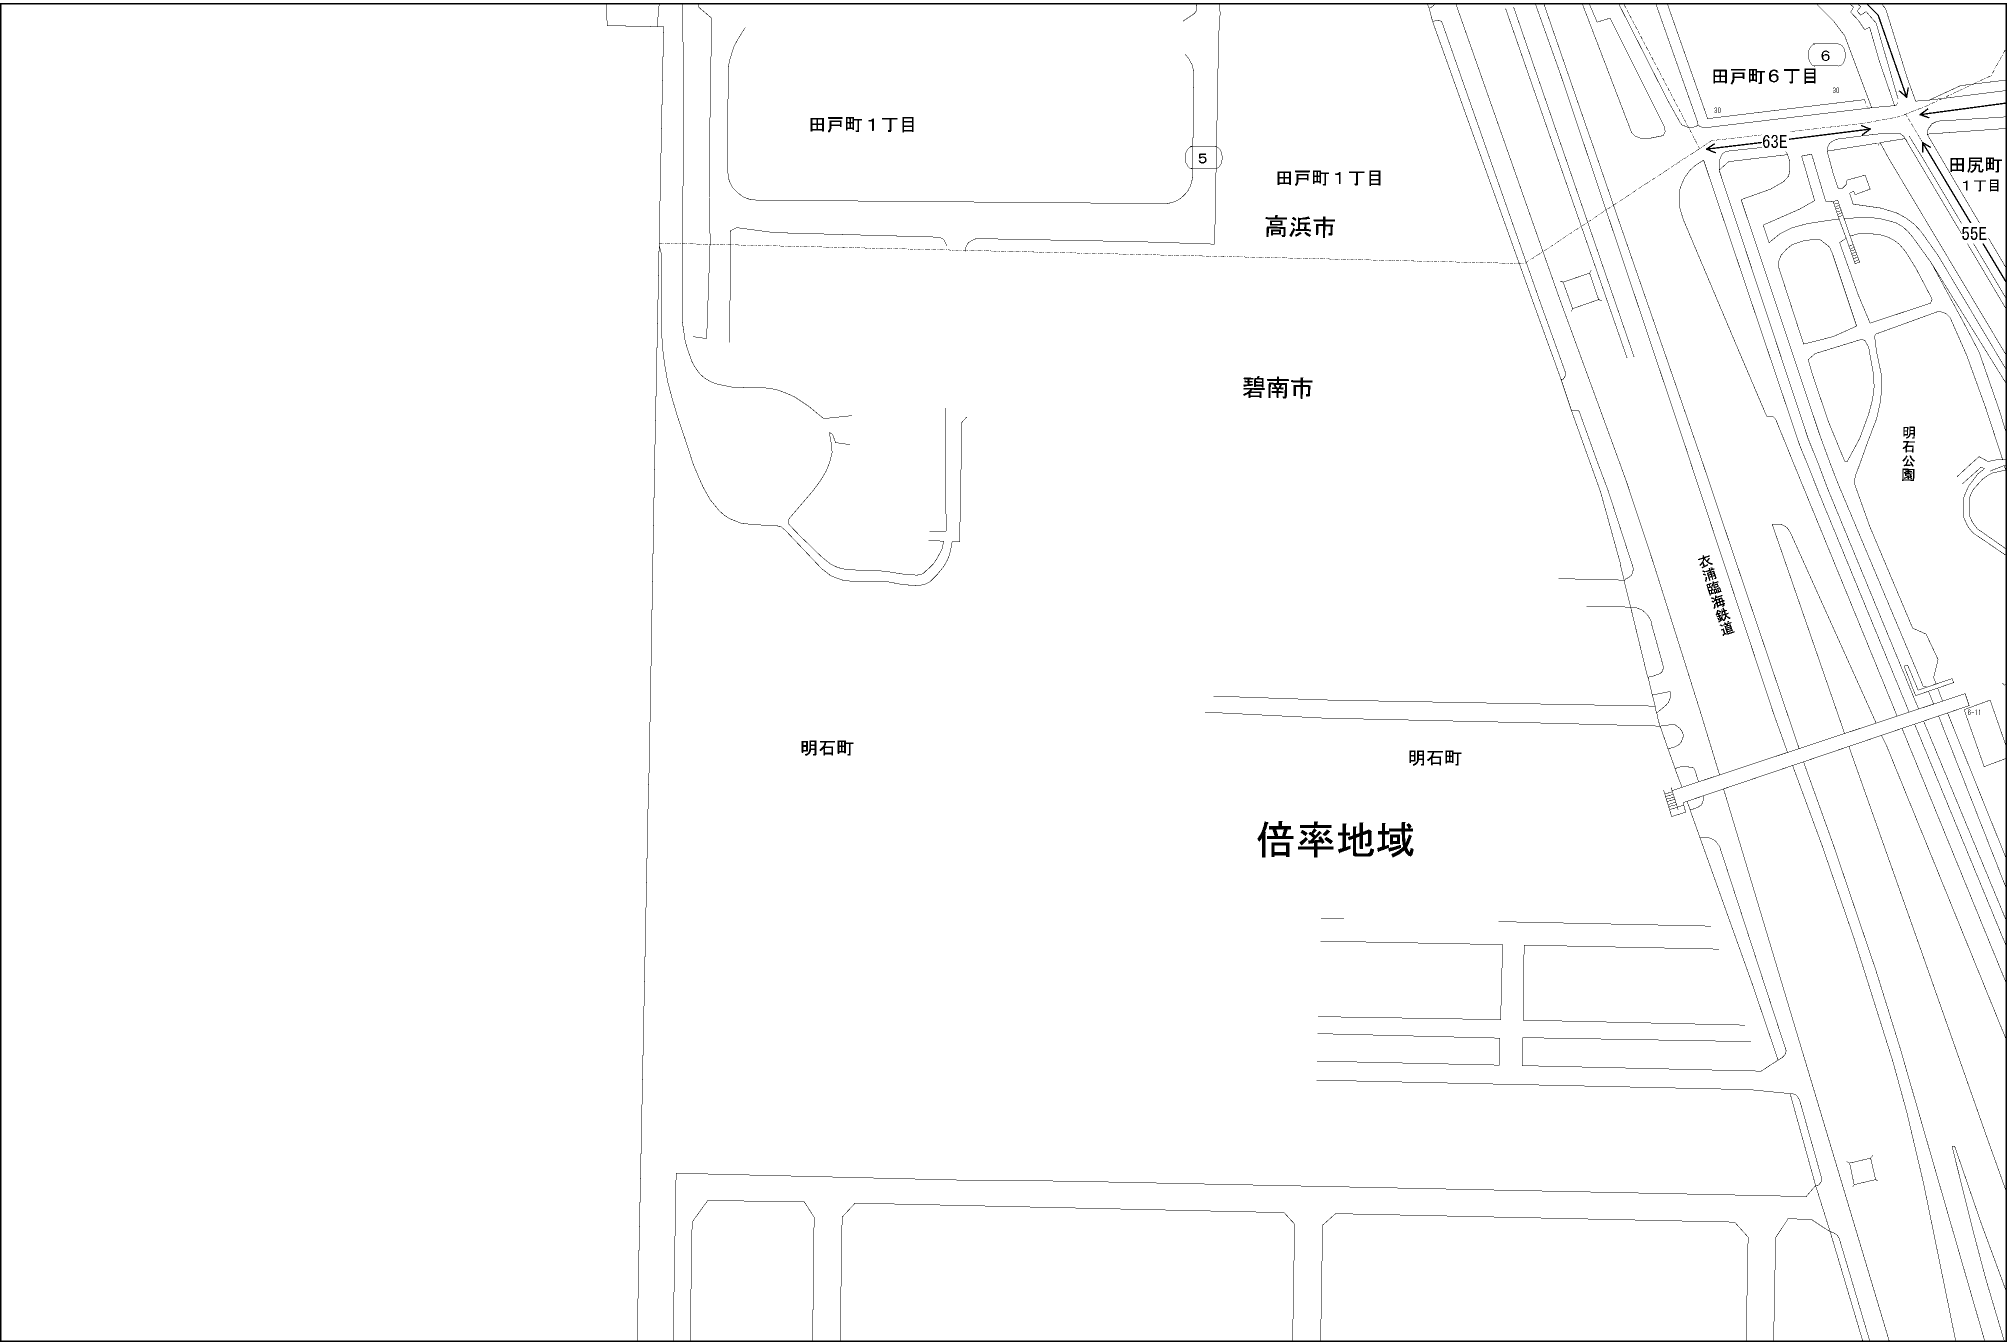 6
田戸町6丁目
30
30
田戸町1丁目
63E
5
田尻町
1丁目
田戸町1丁目
高浜市
55E
碧南市
明石公園
衣浦臨海鉄道
6-11
明石町
明石町
倍率地域